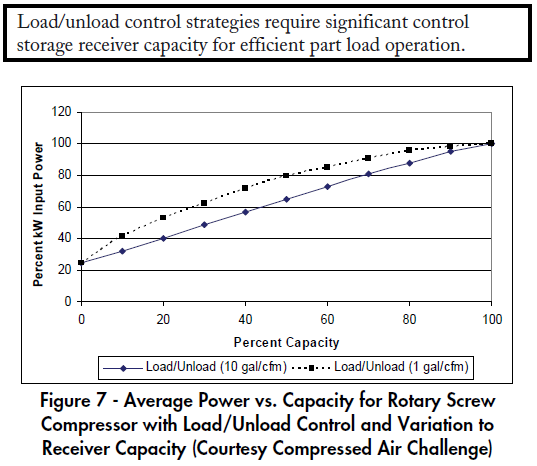 Load/unload control strategies require significant control
storage receiver capacity for efficient part load operation.
120
100
80
60
40
20
0
Percent kW Input Power
0 20 40 60 80 100
Percent Capacity
Load/Unload (10 gal/cfm) Load/Unload (1 gal/cfm)
Figure 7 - Average Power vs. Capacity for Rotary Screw
Compressor with Load/Unload Control and Variation to
Receiver Capacity (Courtesy Compressed Air Challenge)